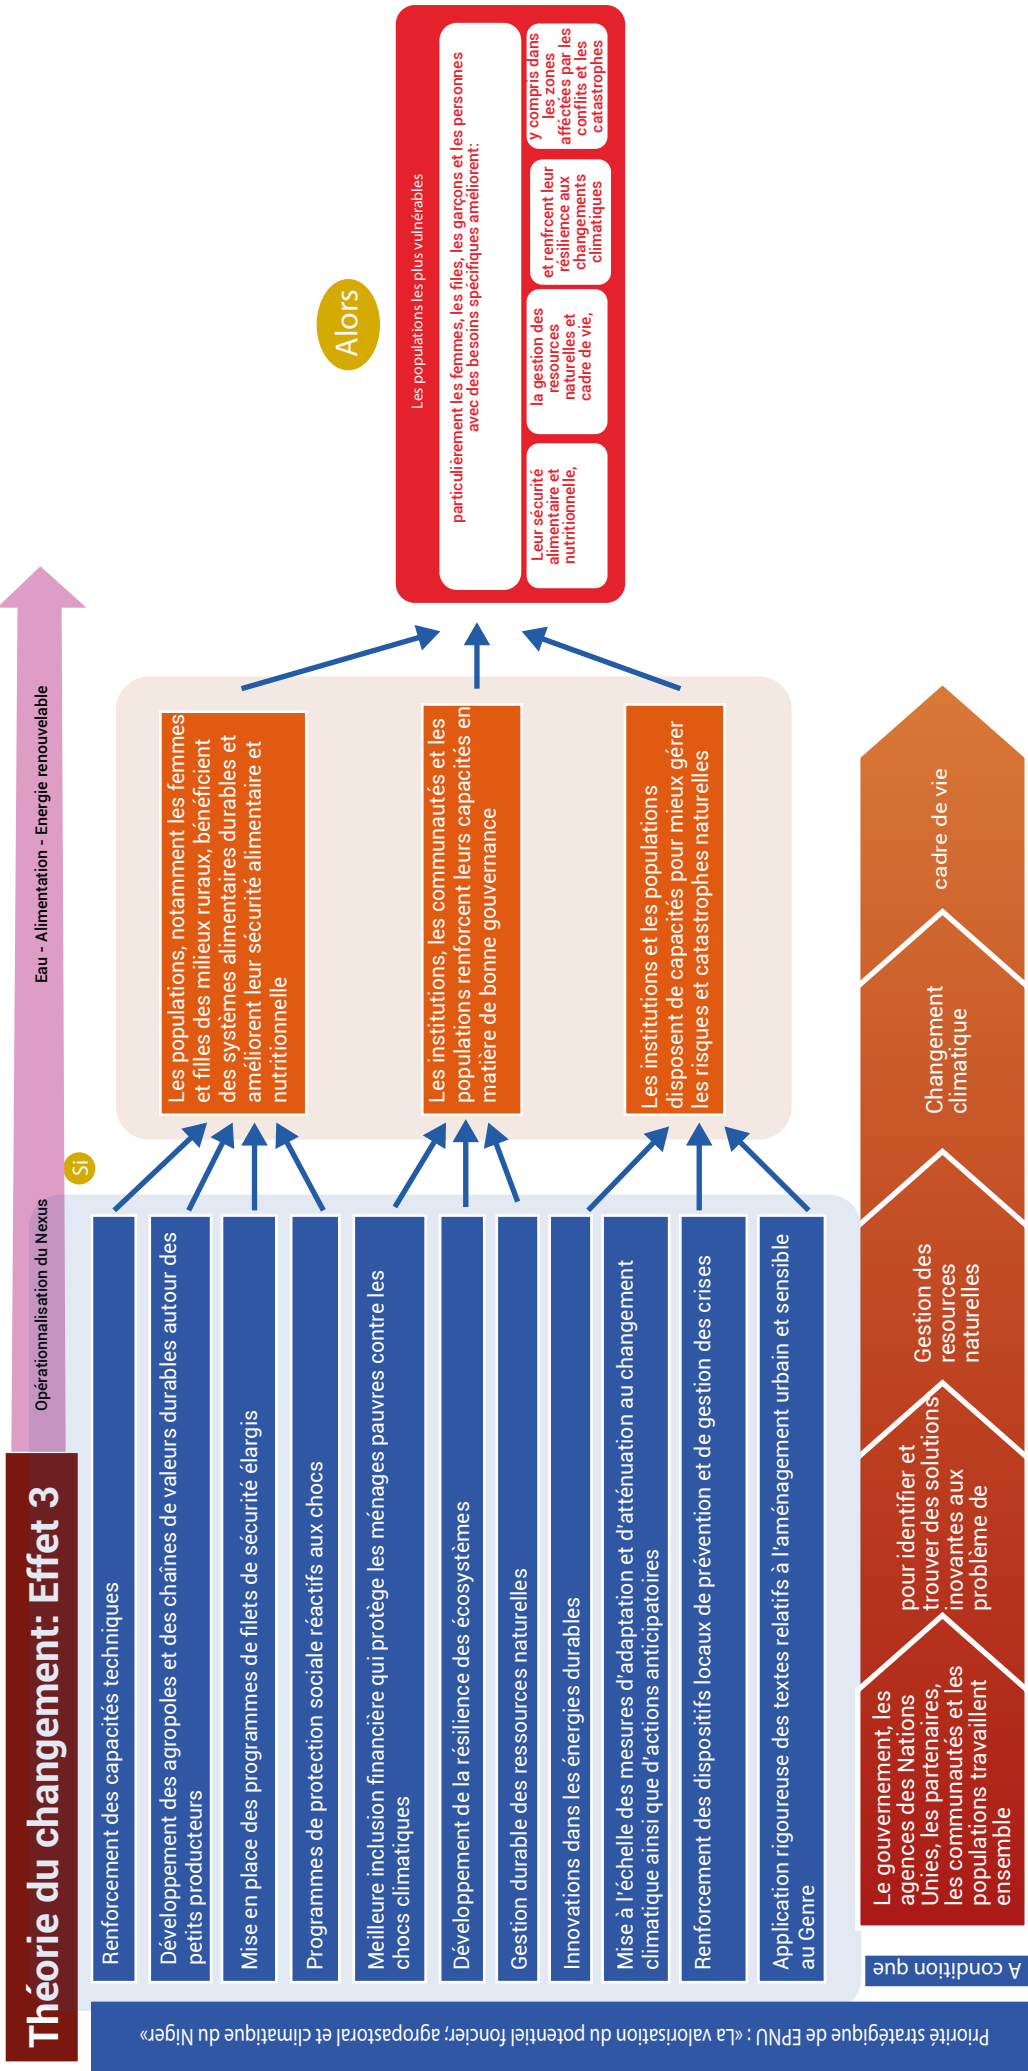 Théorie du changement: Effet 3
Opérationnalisation du Nexus
Eau - Alimentation - Energie renouvelable
Si
Alors
Priorité stratégique de EPNU : «La valorisation du potentiel foncier, agropastoral et climatique du Niger»
Renforcement des capacités techniques
Développement des agropoles et des chaînes de valeurs durables autour des
petits producteurs
Mise en place des programmes de filets de sécurité élargis
Programmes de protection sociale réactifs aux chocs
Meilleure inclusion financière qui protège les ménages pauvres contre les
chocs climatiques
Développement de la résilience des écosystèmes
Gestion durable des ressources naturelles
Innovations dans les énergies durables
Mise à l'échelle des mesures d'adaptation et d'atténuation au changement
climatique ainsi que d'actions anticipatoires
Renforcement des dispositifs locaux de prévention et de gestion des crises
Application rigoureuse des textes relatifs à l'aménagement urbain et sensible
au Genre
Les populations, notamment les femmes
et filles des milieux ruraux, bénéficient
des systèmes alimentaires durables et
améliorent leur sécurité alimentaire et
nutritionnelle
Les institutions, les communautés et les
populations renforcent leurs capacités en
matière de bonne gouvernance
Les institutions et les populations
disposent de capacités pour mieux gérer
les risques et catastrophes naturelles
Les populations les plus vulnérables
particulièrement les femmes, les files, les garçons et les personnes
avec des besoins spécifiques améliorent:
Leur sécurité
alimentaire et
nutritionnelle,
la gestion des
resources
naturelles et
cadre de vie,
et renfrcent leur
résilience aux
changements
climatiques
y compris dans
les zones
afféctées par les
conflits et les
catastrophes
A condition que
Le gouvernement, les
agences des Nations
Unies, les partenaires,
les communautés et les
populations travaillent
ensemble
pour identifier et
trouver des solutions
inovantes aux
problème de
Gestion des
resources
naturelles
Changement
climatique
cadre de vie